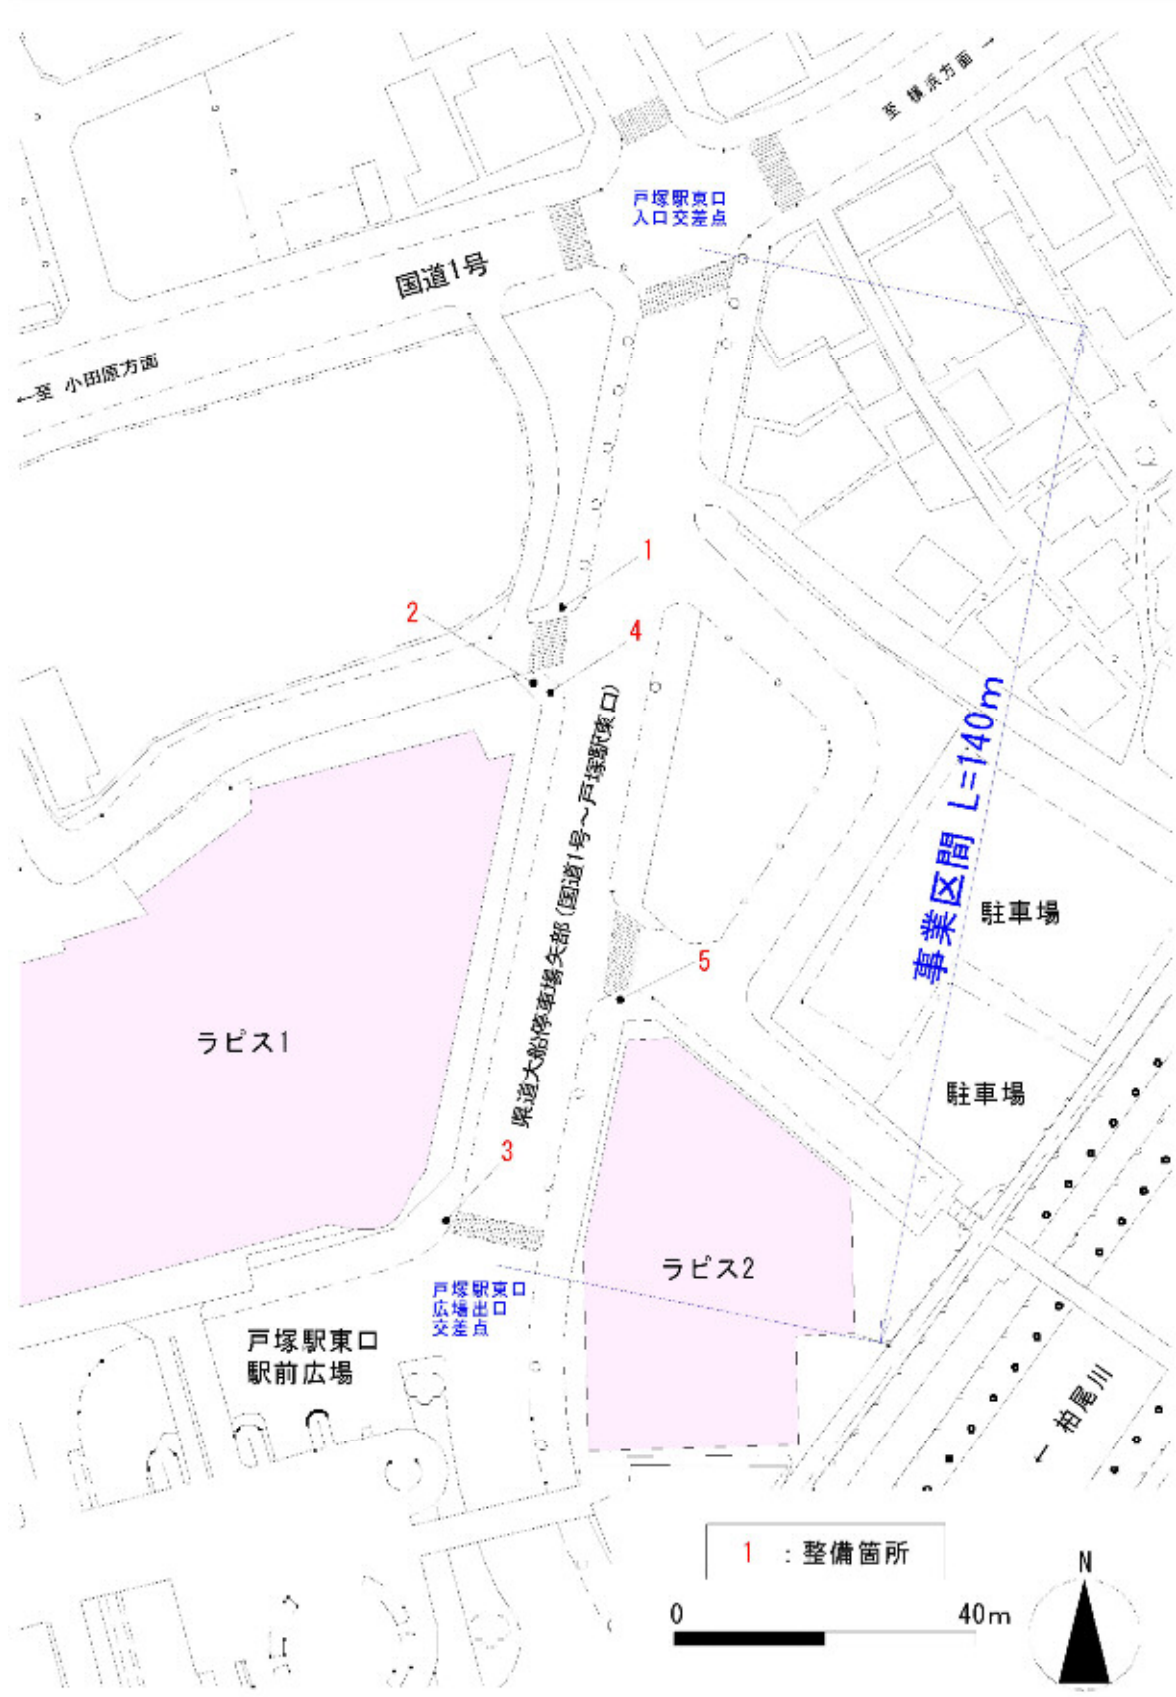 至 横浜方面 →
戸塚駅東口
入口交差点
国道1号
←至 小田原方面
1
2
4
県道大船停車場矢部(国道1号～戸塚駅東口)
事業区間 L=140m
駐車場
5
ラピス1
駐車場
3
ラピス2
戸塚駅東口
広場出口
交差点
戸塚駅東口
駅前広場
← 柏尾川
1 :整備箇所
N
0 40m